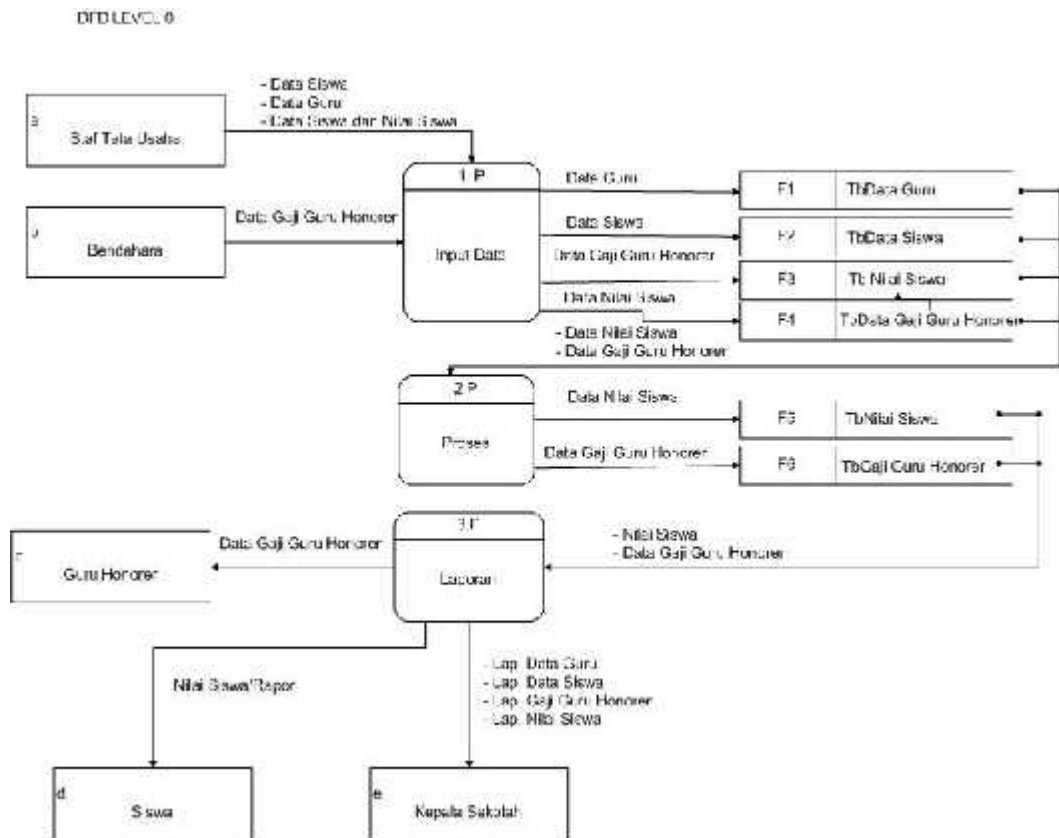 DFD LEVEL 0
- Data Siswa
- Data Guru
- Data Siswa dan Nilai Siswa
a
Staf Tata Usaha
1 P
Input Data
Data Guru
F1 TbData Guru
Data Gaji Guru Honorer
Bendahara
Data Siswa
F2 TbData Siswa
Data Gaji Guru Honorer
F3 Tb Nilai Siswa
Data Nilai Siswa
F4 TbData Gaji Guru Honorer
- Data Nilai Siswa
- Data Gaji Guru Honorer
2 P
Proses
Data Nilai Siswa
F5 TbNilai Siswa
Data Gaji Guru Honorer
F6 TbGaji Guru Honorer
3 P
Laporan
- Nilai Siswa
- Data Gaji Guru Honorer
Data Gaji Guru Honorer
Guru Honorer
Nilai Siswa/Rapor
- Lap. Data Guru
- Lap. Data Siswa
- Lap. Gaji Guru Honorer
- Lap. Nilai Siswa
d
Siswa
e
Kepala Sekolah